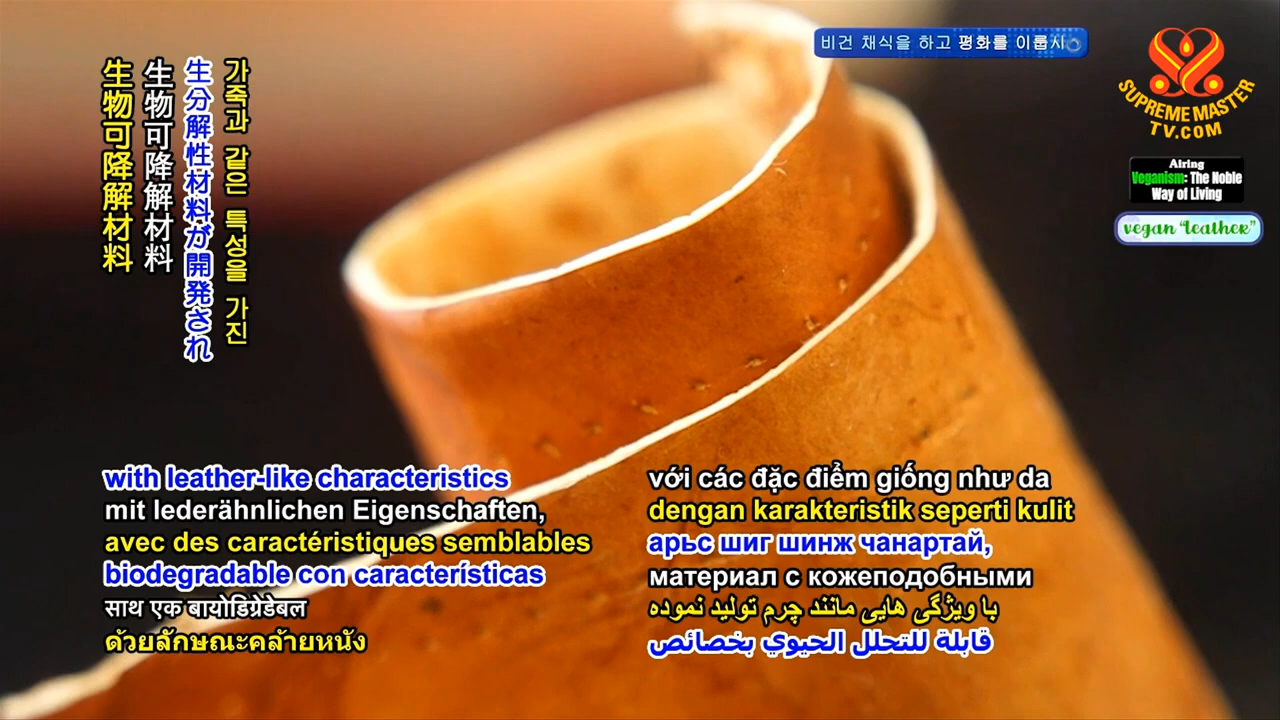 비건 채식을 하고 평화를 이룹시
SUPREME MASTER
TV.COM
Airing
Veganism: The Noble
Way of Living
vegan "leather"
가죽과 같은 특성을 가진
生分解性材料が開発され
生物可降解材料
生物可降解材料
with leather-like characteristics
mit lederähnlichen Eigenschaften,
avec des caractéristiques semblables
biodegradable con características
साथ एक बायोडिग्रेडेबल
ด้วยลักษณะคล้ายหนัง
với các đặc điểm giống như da
dengan karakteristik seperti kulit
арьс шиг шинж чанартай,
материал с кожеподобными
با ویژگی هایی مانند چرم تولید نموده
قابلة للتحلل الحيوي بخصائص